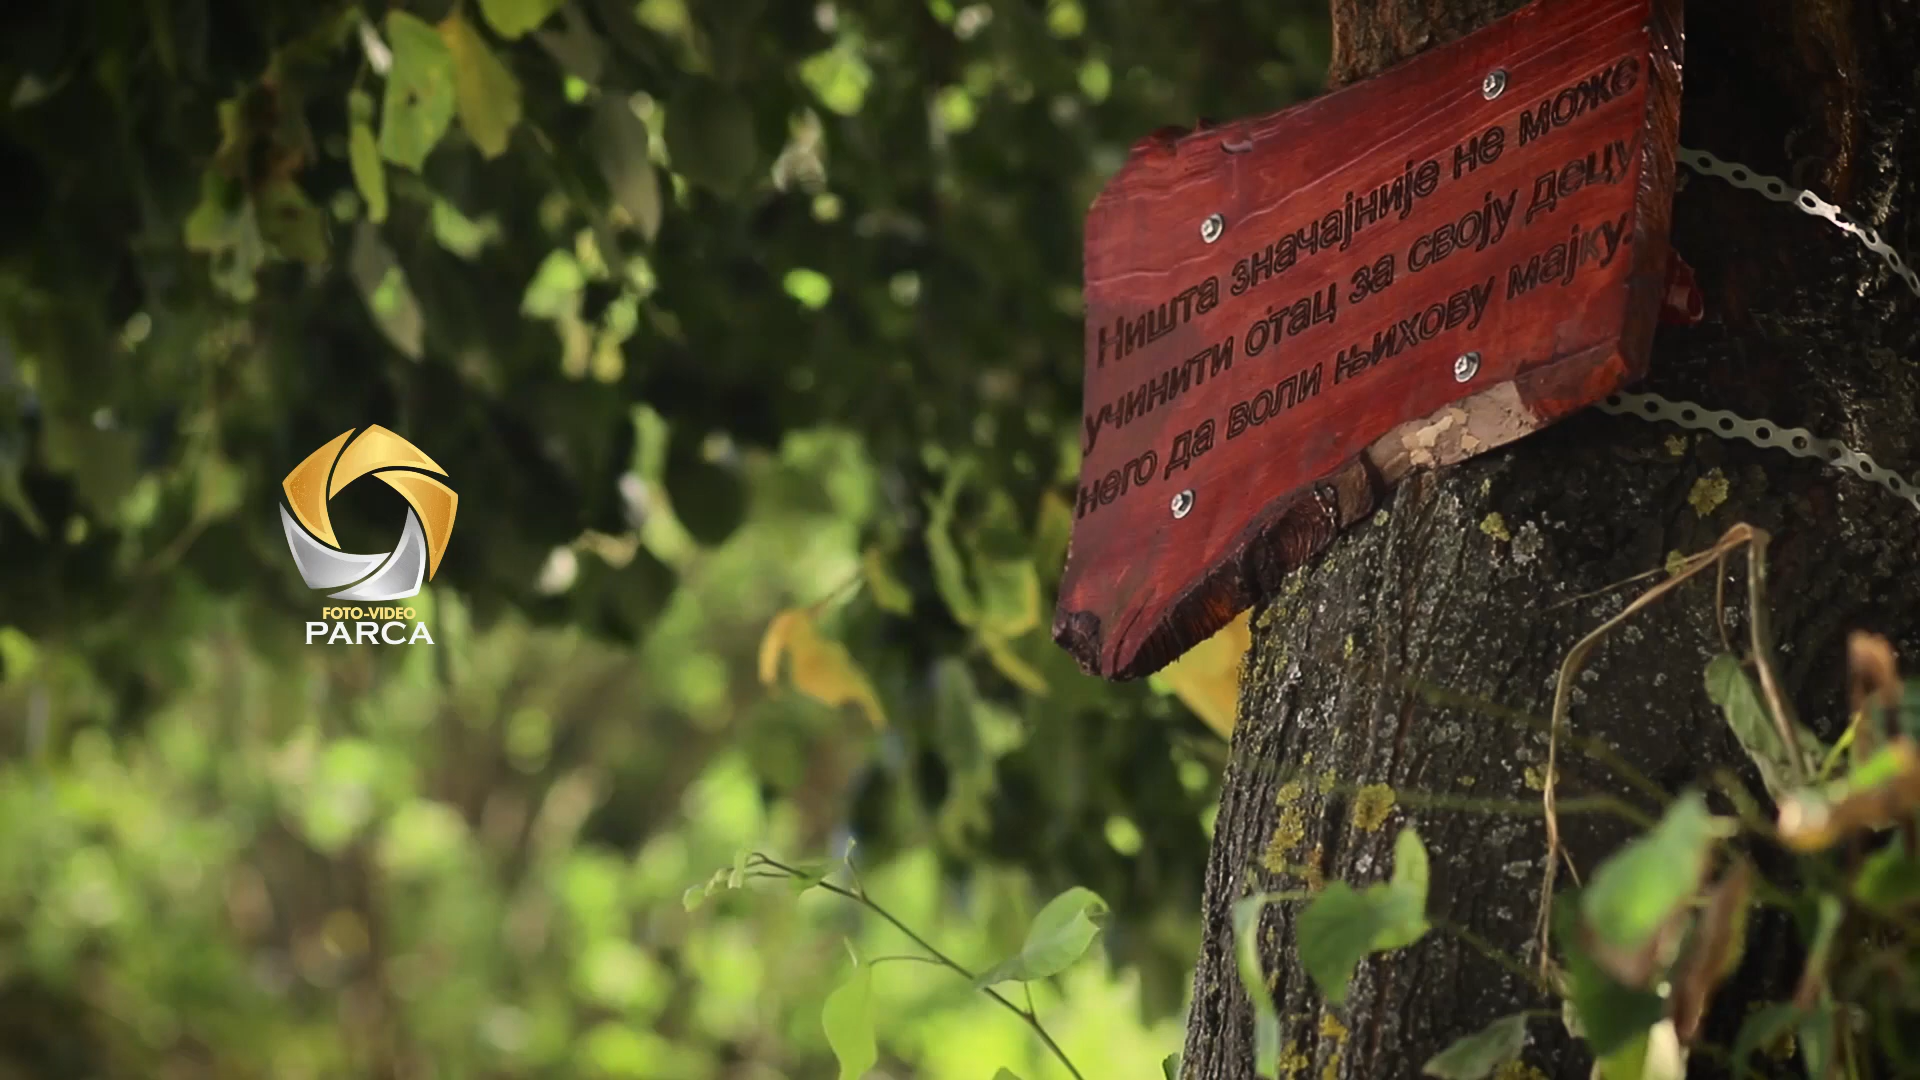 Ништа значајније не може
учинити отац за своју децу
него да воли њихову мајку.
FOTO-VIDEO
PARCA